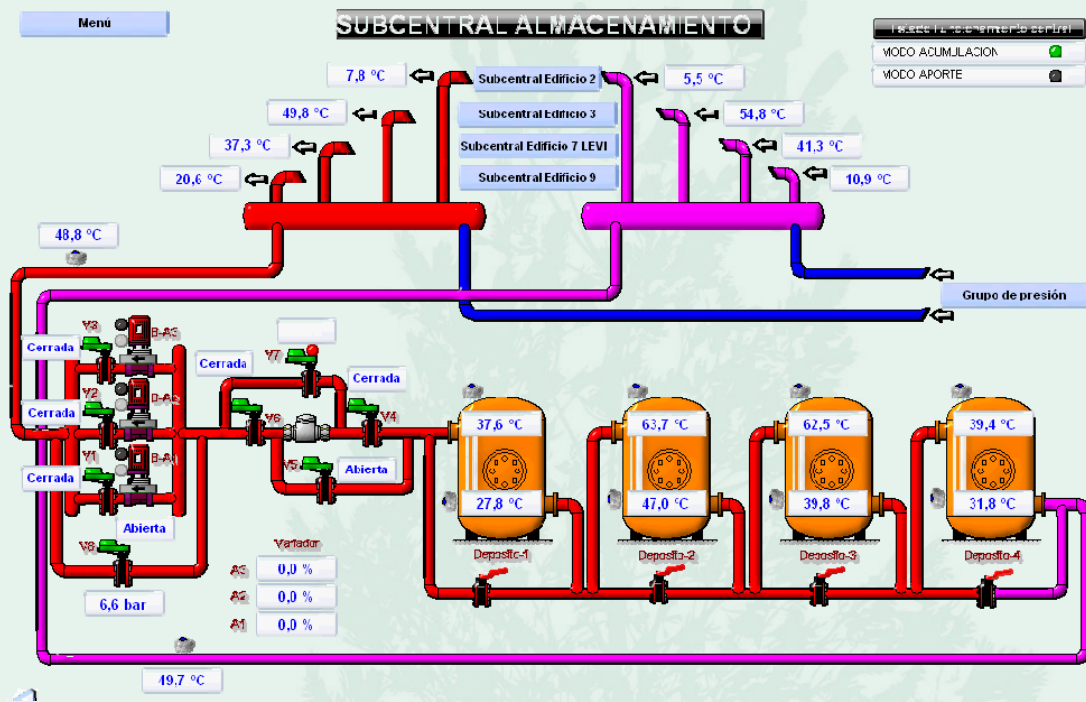 Menú
SUBCENTRAL ALMACENAMIENTO
MODO ACUMULACION
MODO APORTE
7,8 °C
Subcentral Edificio 2
5,5 °C
49,8 °C
Subcentral Edificio 3
54,8 °C
37,3 °C
Subcentral Edificio 7 LEVI
41,3 °C
20,6 °C
Subcentral Edificio 9
10,9 °C
48,8 °C
Grupo de presión
V3
B-A3
Cerrada
V7
Cerrada
Cerrada
V2
B-A2
Cerrada
V6
V4
37,6 °C
63,7 °C
62,5 °C
39,4 °C
V1
B-A1
Cerrada
V5
Abierta
27,8 °C
47,0 °C
39,8 °C
31,8 °C
Abierta
V8
Variador
Deposito-1
Deposito-2
Deposito-3
Deposito-4
A3
0,0 %
6,6 bar
A2
0,0 %
A1
0,0 %
49,7 °C